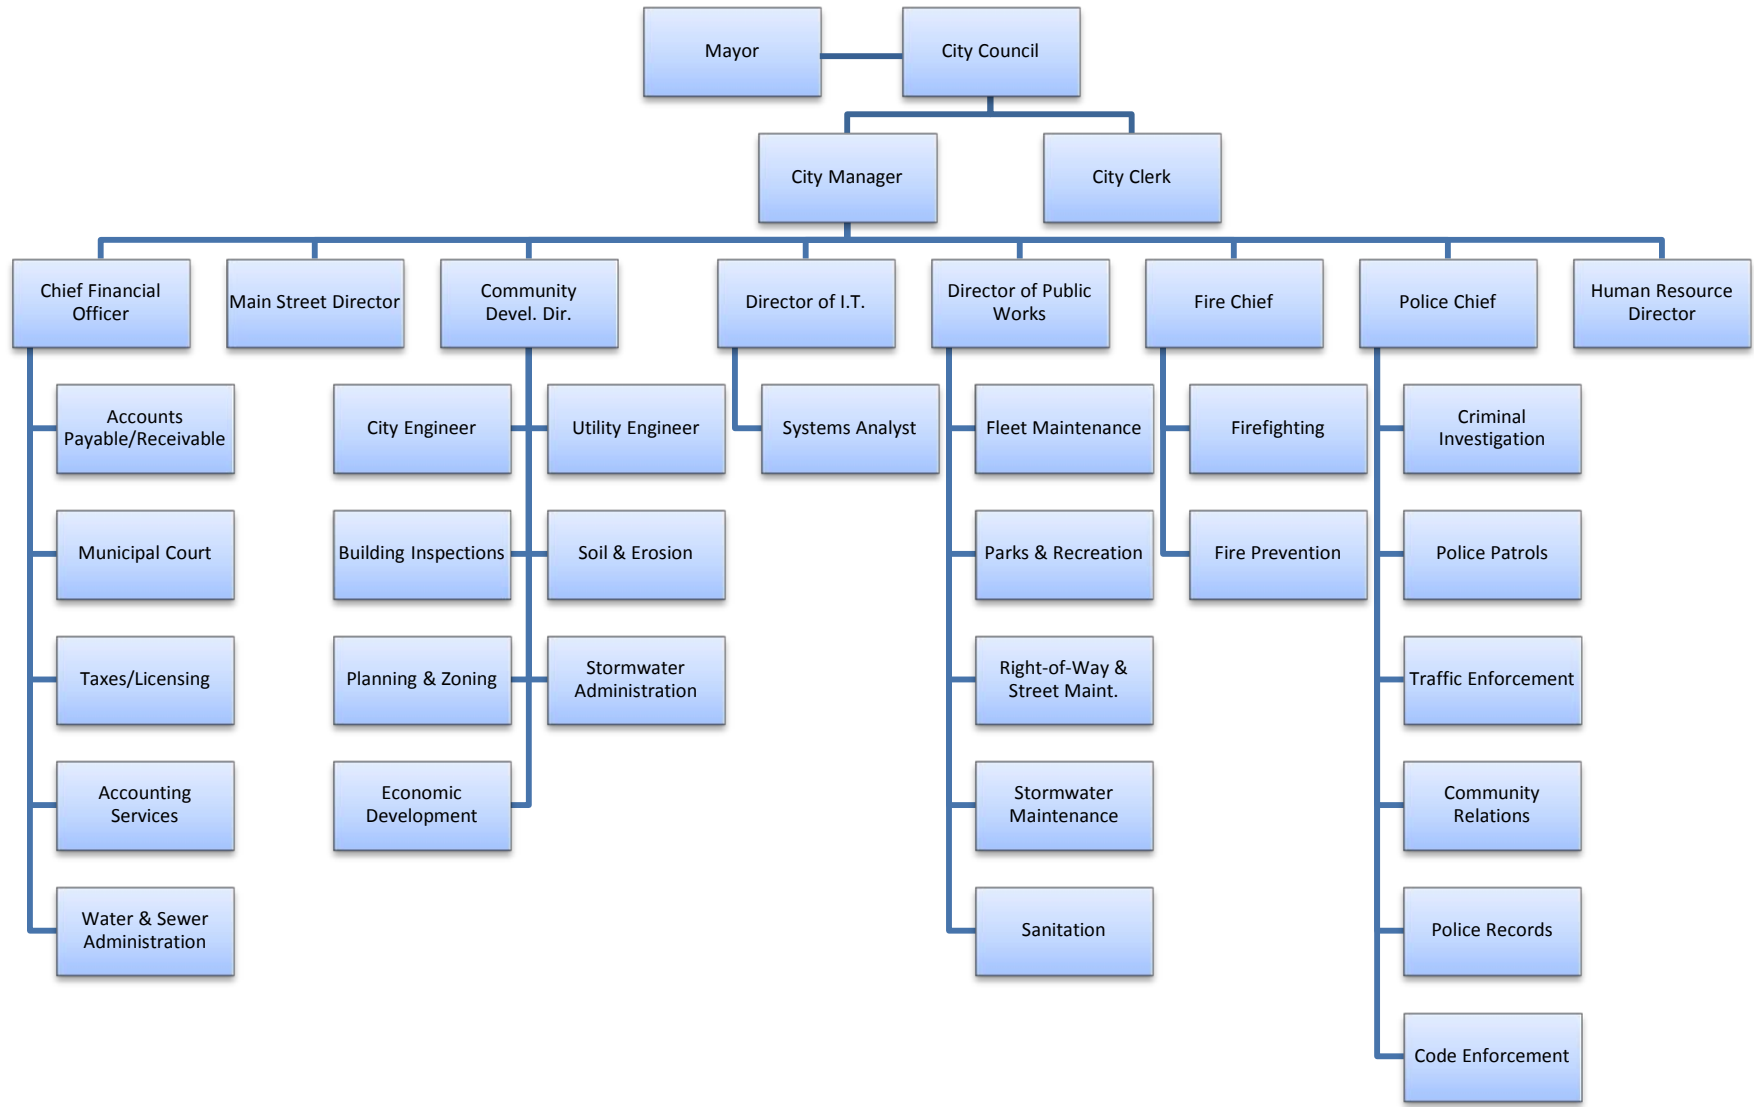 Mayor
City Council
City Manager
City Clerk
Chief Financial
Officer
Main Street Director
Community
Devel. Dir.
Director of I.T.
Director of Public
Works
Fire Chief
Police Chief
Human Resource
Director
Accounts
Payable/Receivable
City Engineer
Utility Engineer
Systems Analyst
Fleet Maintenance
Firefighting
Criminal
Investigation
Municipal Court
Building Inspections
Soil & Erosion
Parks & Recreation
Fire Prevention
Police Patrols
Taxes/Licensing
Planning & Zoning
Stormwater
Administration
Right-of-Way &
Street Maint.
Traffic Enforcement
Accounting
Services
Economic
Development
Stormwater
Maintenance
Community
Relations
Water & Sewer
Administration
Sanitation
Police Records
Code Enforcement